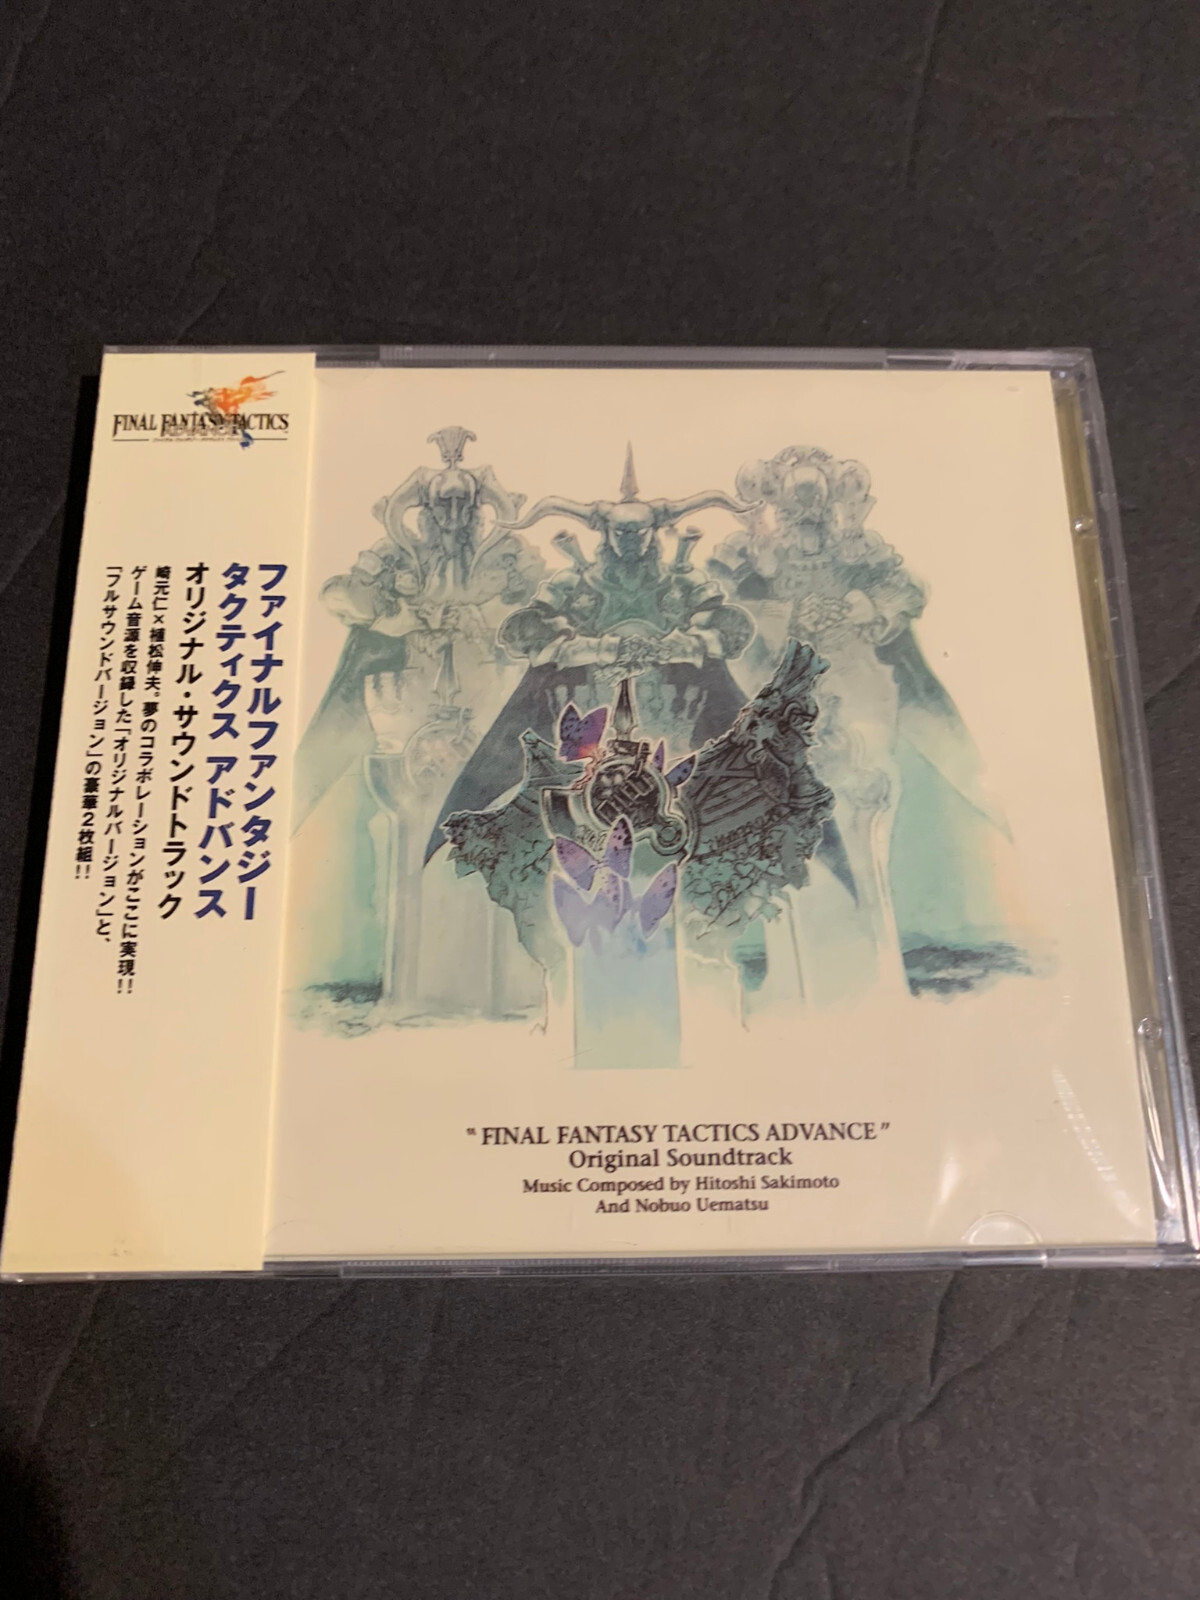 FINAL FANTASY TACTICS
ADVANCE
ファイナルファンタジー
タクティクス アドバンス
オリジナル・サウンドトラック
崎元仁×植松伸夫。夢のコラボレーションがここに実現!!
ゲーム音源を収録した「オリジナルバージョン」と、
「フルサウンドバージョン」の豪華2枚組!!
“FINAL FANTASY TACTICS ADVANCE”
Original Soundtrack
Music Composed by Hitoshi Sakimoto
And Nobuo Uematsu